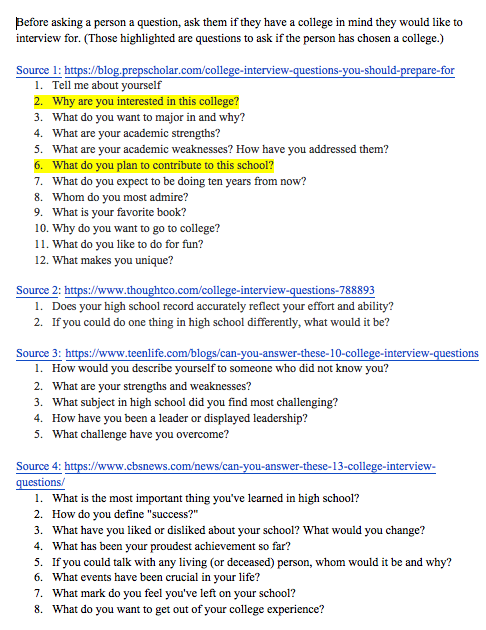 Before asking a person a question, ask them if they have a college in mind they would like to
interview for. (Those highlighted are questions to ask if the person has chosen a college.)
Source 1: https://blog.prepscholar.com/college-interview-questions-you-should-prepare-for
1. Tell me about yourself
2. Why are you interested in this college?
3. What do you want to major in and why?
4. What are your academic strengths?
5. What are your academic weaknesses? How have you addressed them?
6. What do you plan to contribute to this school?
7. What do you expect to be doing ten years from now?
8. Whom do you most admire?
9. What is your favorite book?
10. Why do you want to go to college?
11. What do you like to do for fun?
12. What makes you unique?
Source 2: https://www.thoughtco.com/college-interview-questions-788893
1. Does your high school record accurately reflect your effort and ability?
2. If you could do one thing in high school differently, what would it be?
Source 3: https://www.teenlife.com/blogs/can-you-answer-these-10-college-interview-questions
1. How would you describe yourself to someone who did not know you?
2. What are your strengths and weaknesses?
3. What subject in high school did you find most challenging?
4. How have you been a leader or displayed leadership?
5. What challenge have you overcome?
Source 4: https://www.cbsnews.com/news/can-you-answer-these-13-college-interview-
questions/
1. What is the most important thing you've learned in high school?
2. How do you define "success?"
3. What have you liked or disliked about your school? What would you change?
4. What has been your proudest achievement so far?
5. If you could talk with any living (or deceased) person, whom would it be and why?
6. What events have been crucial in your life?
7. What mark do you feel you've left on your school?
8. What do you want to get out of your college experience?